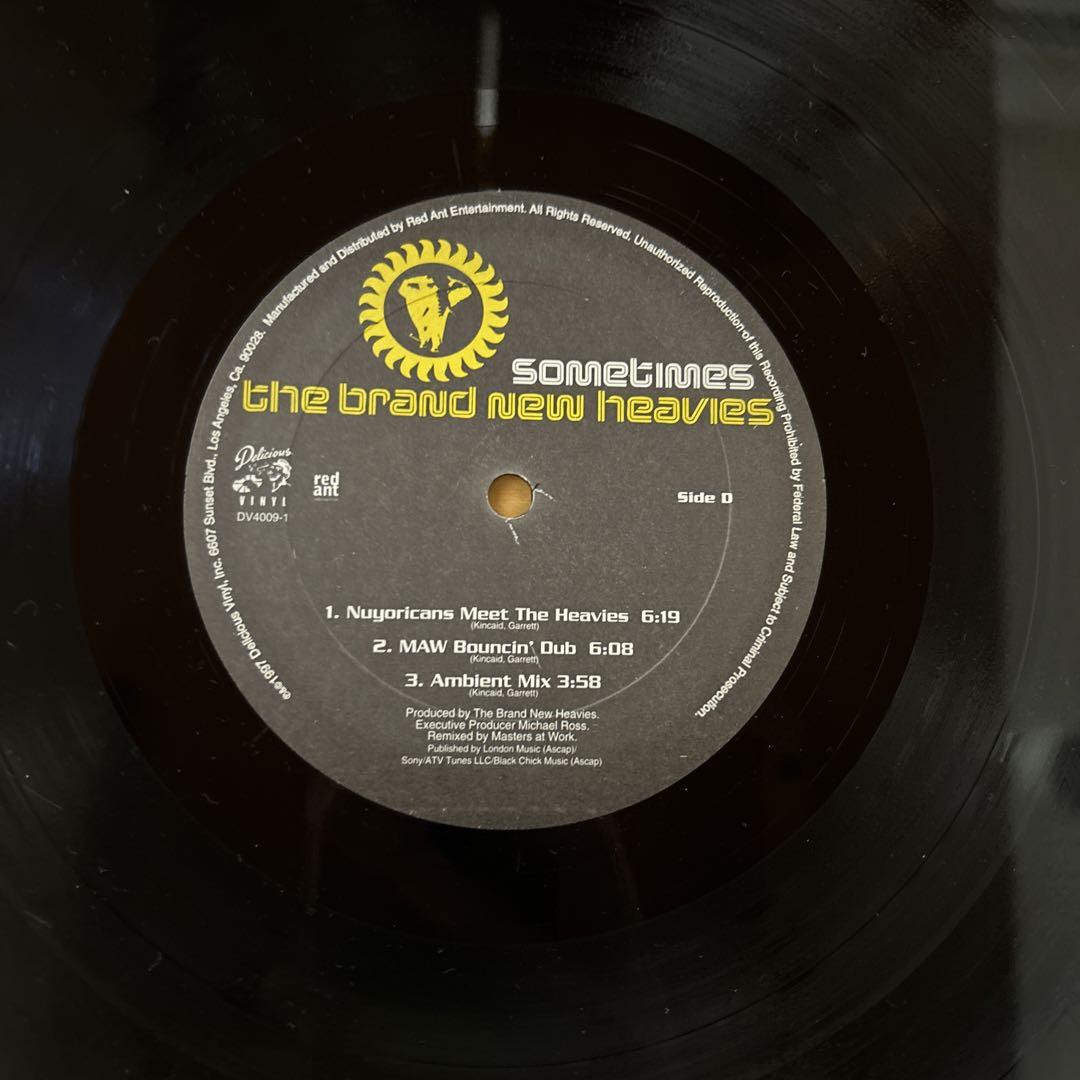 ℗&©1997 Delicious Vinyl, Inc. 6607 Sunset Blvd., Los Angeles, Ca. 90028. Manufactured and Distributed by Red Ant Entertainment. All Rights Reserved. Unauthorized Reproduction of this Recording Prohibited by Federal Law and Subject to Criminal Prosecution.
sometimes
the brand new heavies
Delicious
VINYL
DV4009-1
red
ant
Side D
1. Nuyoricans Meet The Heavies 6:19
(Kincaid, Garrett)
2. MAW Bouncin' Dub 6:08
(Kincaid, Garrett)
3. Ambient Mix 3:58
(Kincaid, Garrett)
Produced by The Brand New Heavies.
Executive Producer Michael Ross.
Remixed by Masters at Work.
Published by London Music (Ascap)/
Sony/ATV Tunes LLC/Black Chick Music (Ascap)